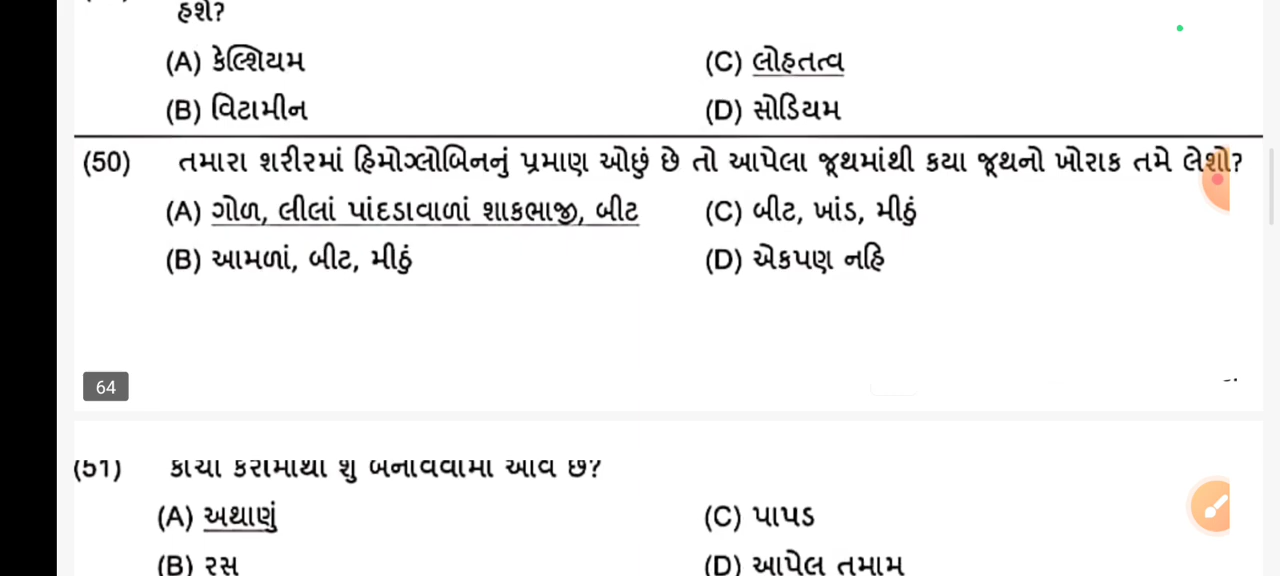 હશે?
(A) કેલ્શિયમ (C) લોહતત્વ
(B) વિટામીન (D) સોડિયમ
(50) તમારા શરીરમાં હિમોગ્લોબિનનું પ્રમાણ ઓછું છે તો આપેલા જૂથમાંથી કયા જૂથનો ખોરાક તમે લેશો?
(A) ગોળ, લીલાં પાંદડાવાળાં શાકભાજી, બીટ (C) બીટ, ખાંડ, મીઠું
(B) આમળાં, બીટ, મીઠું (D) એકપણ નહિ
64
(51) કાચી કેરીમાંથી શું બનાવવામાં આવે છે?
(A) અથાણું (C) પાપડ
(B) રસ (D) આપેલ તમામ